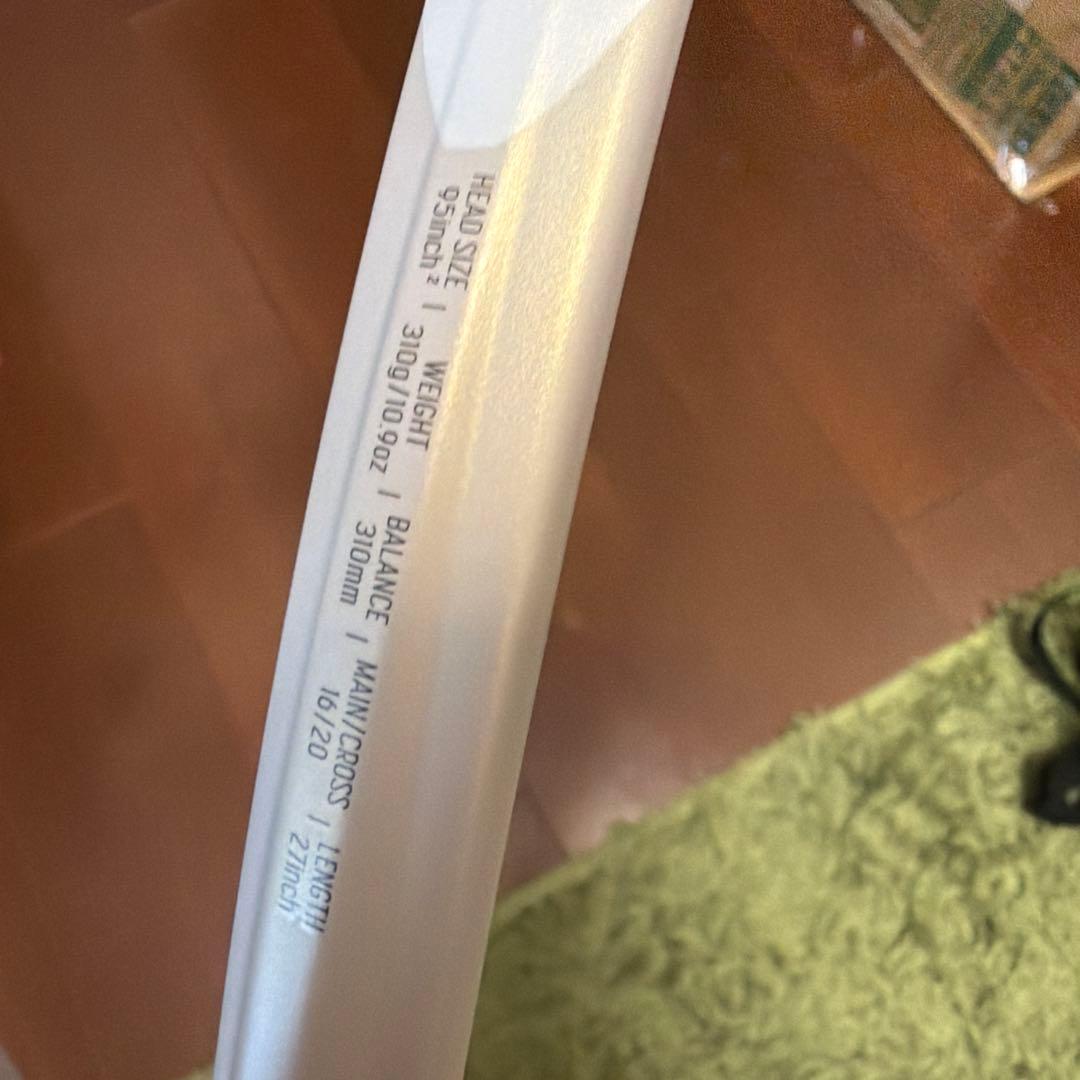 HEAD SIZE | WEIGHT | BALANCE | MAIN/CROSS | LENGTH
95inch² | 310g/10.9oz | 310mm | 16/20 | 27inch